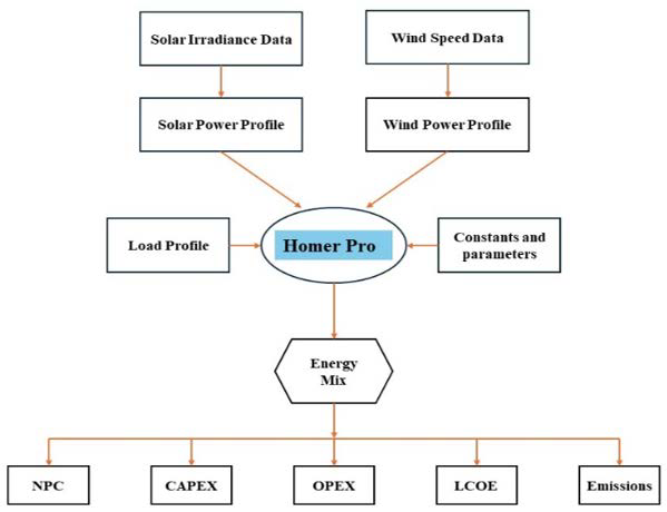 Solar Irradiance Data
Wind Speed Data
Solar Power Profile
Wind Power Profile
Load Profile
Homer Pro
Constants and
parameters
Energy
Mix
NPC
CAPEX
OPEX
LCOE
Emissions